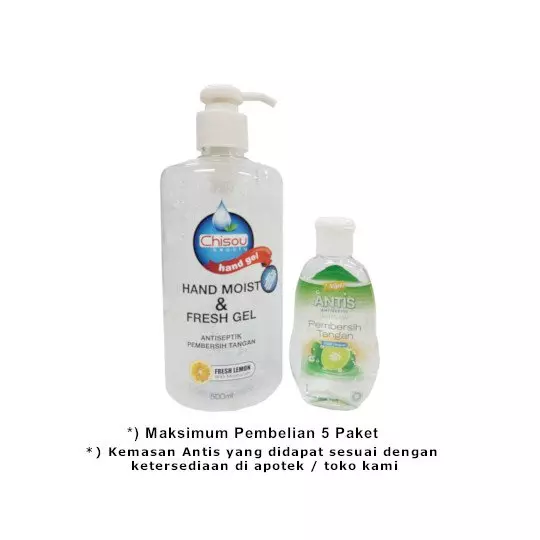 Chisou
hand gel
HAND MOIST
&
FRESH GEL
ANTISEPTIK
PEMBERSIH TANGAN
FRESH LEMON
500ml
ANTIS
Pembersih
Tangan
*) Maksimum Pembelian 5 Paket
*) Kemasan Antis yang didapat sesuai dengan
ketersediaan di apotek / toko kami